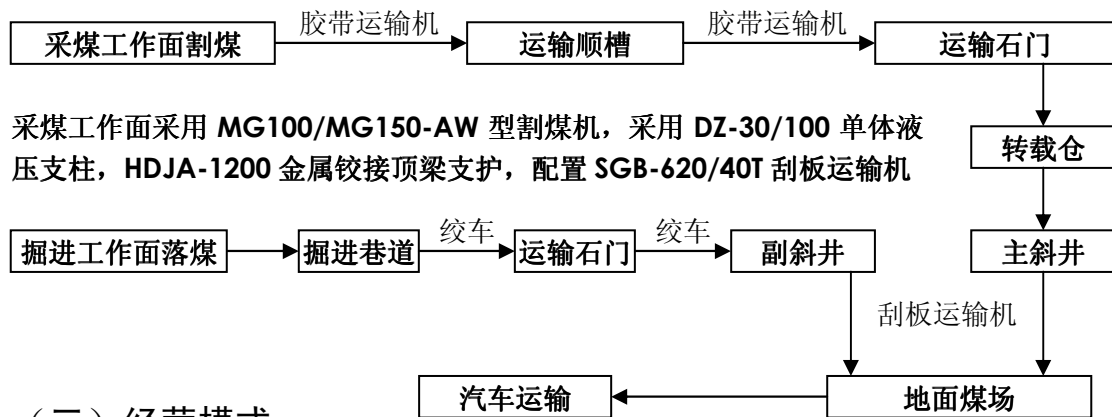 采煤工作面割煤
胶带运输机
运输顺槽
胶带运输机
运输石门
采煤工作面采用 MG100/MG150-AW 型割煤机，采用 DZ-30/100 单体液
压支柱，HDJA-1200 金属铰接顶梁支护，配置 SGB-620/40T 刮板运输机
转载仓
掘进工作面落煤
掘进巷道
绞车
运输石门
绞车
副斜井
主斜井
刮板运输机
汽车运输
地面煤场